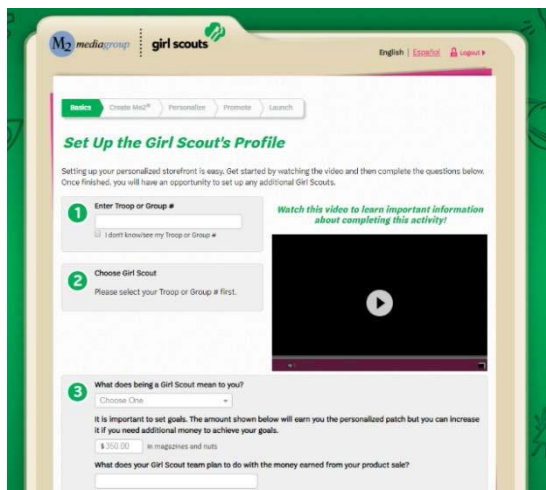 M2 mediagroup
girl scouts
English | Español Logout
Basics Create Me2® Personalize Promote Launch
Set Up the Girl Scout's Profile
Setting up your personalized storefront is easy. Get started by watching the video and then complete the questions below.
Once finished, you will have an opportunity to set up any additional Girl Scouts.
1 Enter Troop or Group #
I don't know/see my Troop or Group #
Watch this video to learn important information
about completing this activity!
2 Choose Girl Scout
Please select your Troop or Group # first.
3 What does being a Girl Scout mean to you?
Choose One
It is important to set goals. The amount shown below will earn you the personalized patch but you can increase
it if you need additional money to achieve your goals.
$ 350.00 in magazines and nuts
What does your Girl Scout team plan to do with the money earned from your product sale?